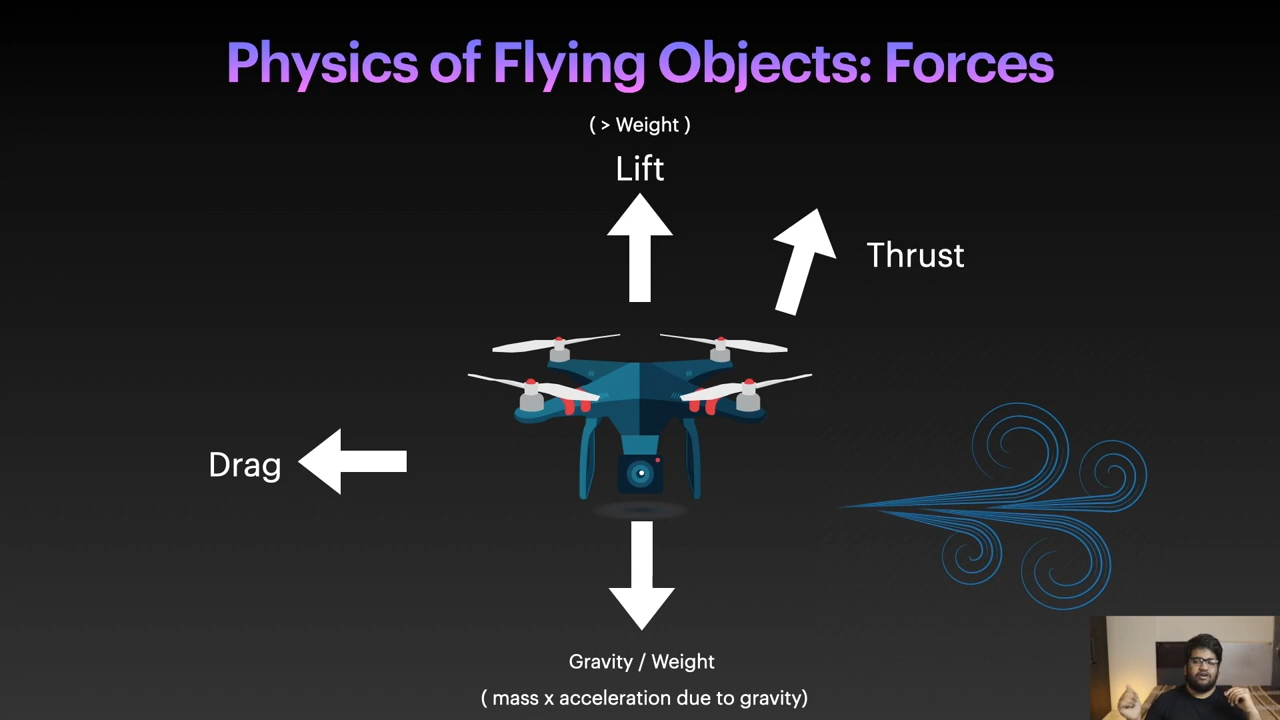 Physics of Flying Objects: Forces
( > Weight )
Lift
Thrust
Drag
Gravity / Weight
( mass x acceleration due to gravity)